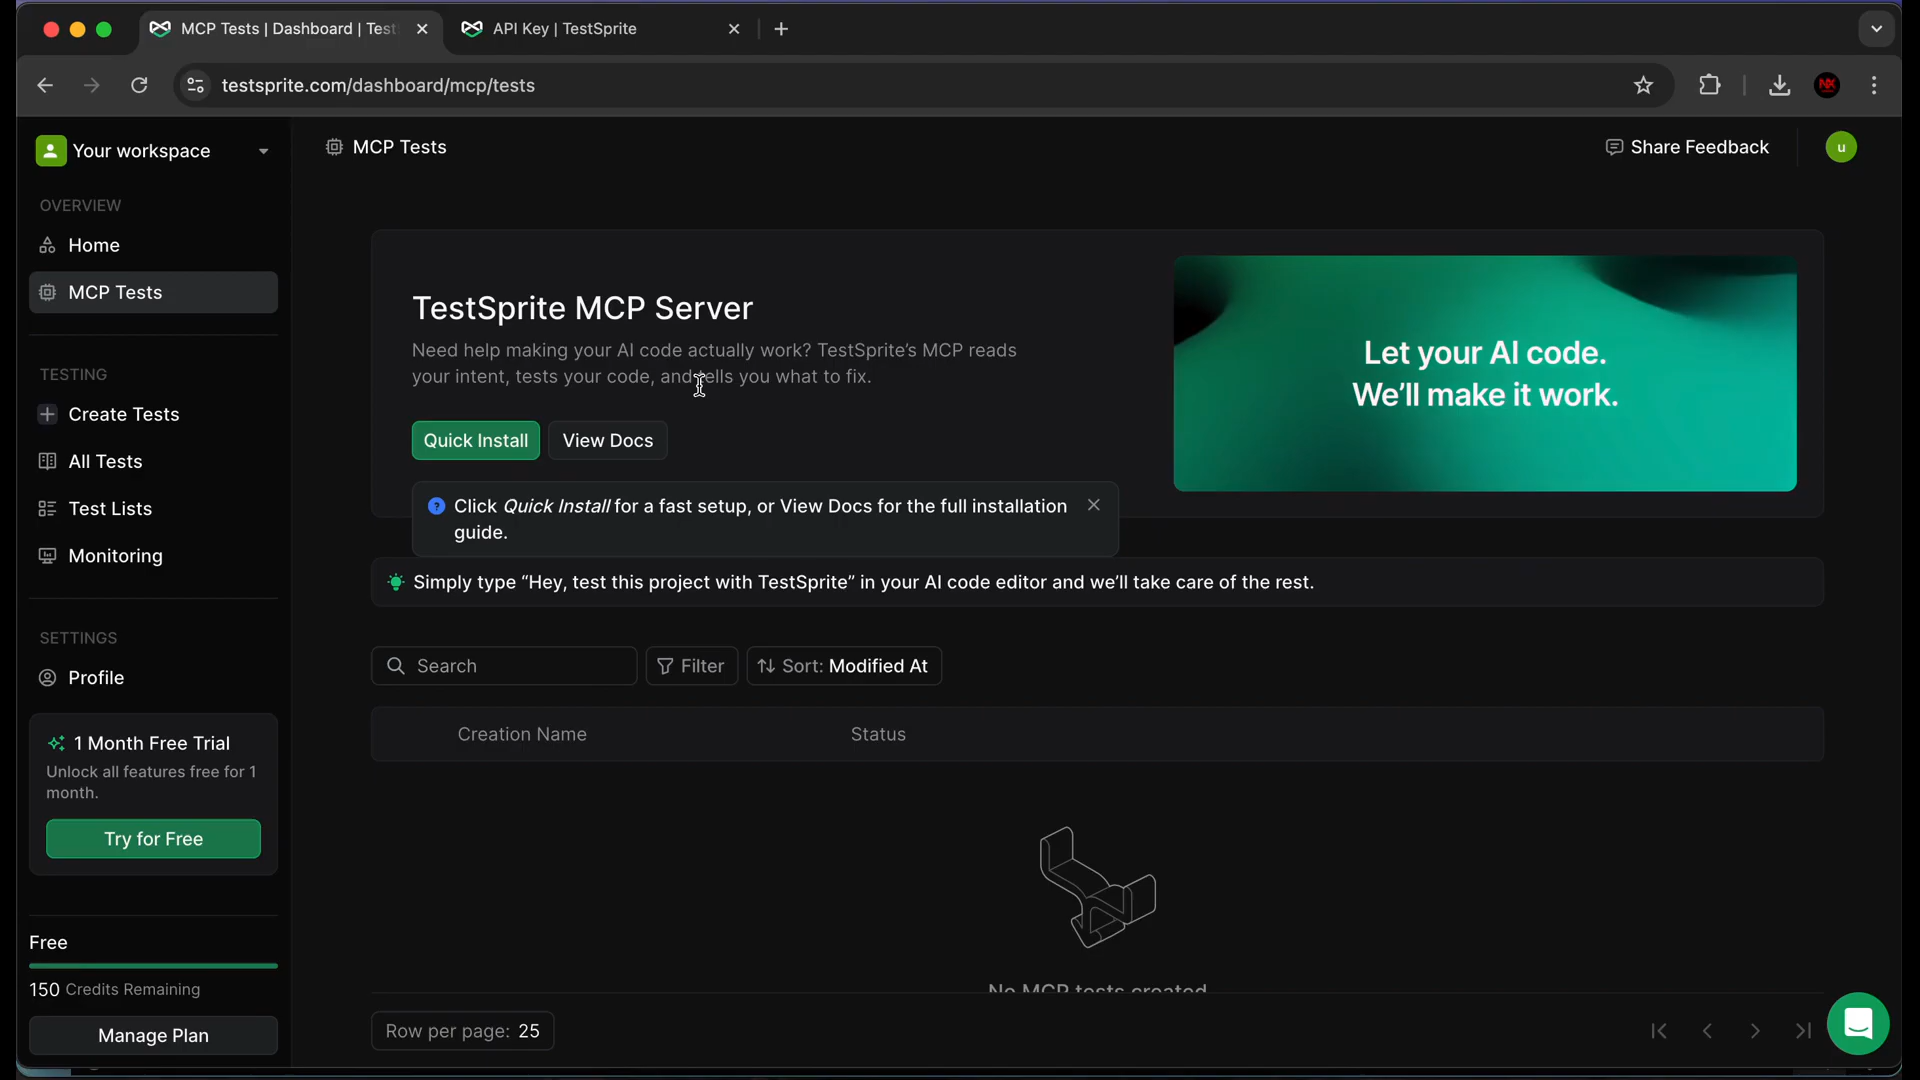 MCP Tests | Dashboard | Test
API Key | TestSprite
testsprite.com/dashboard/mcp/tests
Your workspace
MCP Tests
Share Feedback
u
OVERVIEW
Home
MCP Tests
TESTING
Create Tests
All Tests
Test Lists
Monitoring
SETTINGS
Profile
1 Month Free Trial
Unlock all features free for 1
month.
Try for Free
Free
150 Credits Remaining
Manage Plan
TestSprite MCP Server
Need help making your AI code actually work? TestSprite’s MCP reads
your intent, tests your code, and tells you what to fix.
Quick Install
View Docs
Let your AI code.
We’ll make it work.
Click Quick Install for a fast setup, or View Docs for the full installation
guide.
Simply type “Hey, test this project with TestSprite” in your AI code editor and we’ll take care of the rest.
Search
Filter
Sort: Modified At
Creation Name
Status
No MCP tests created
Row per page: 25